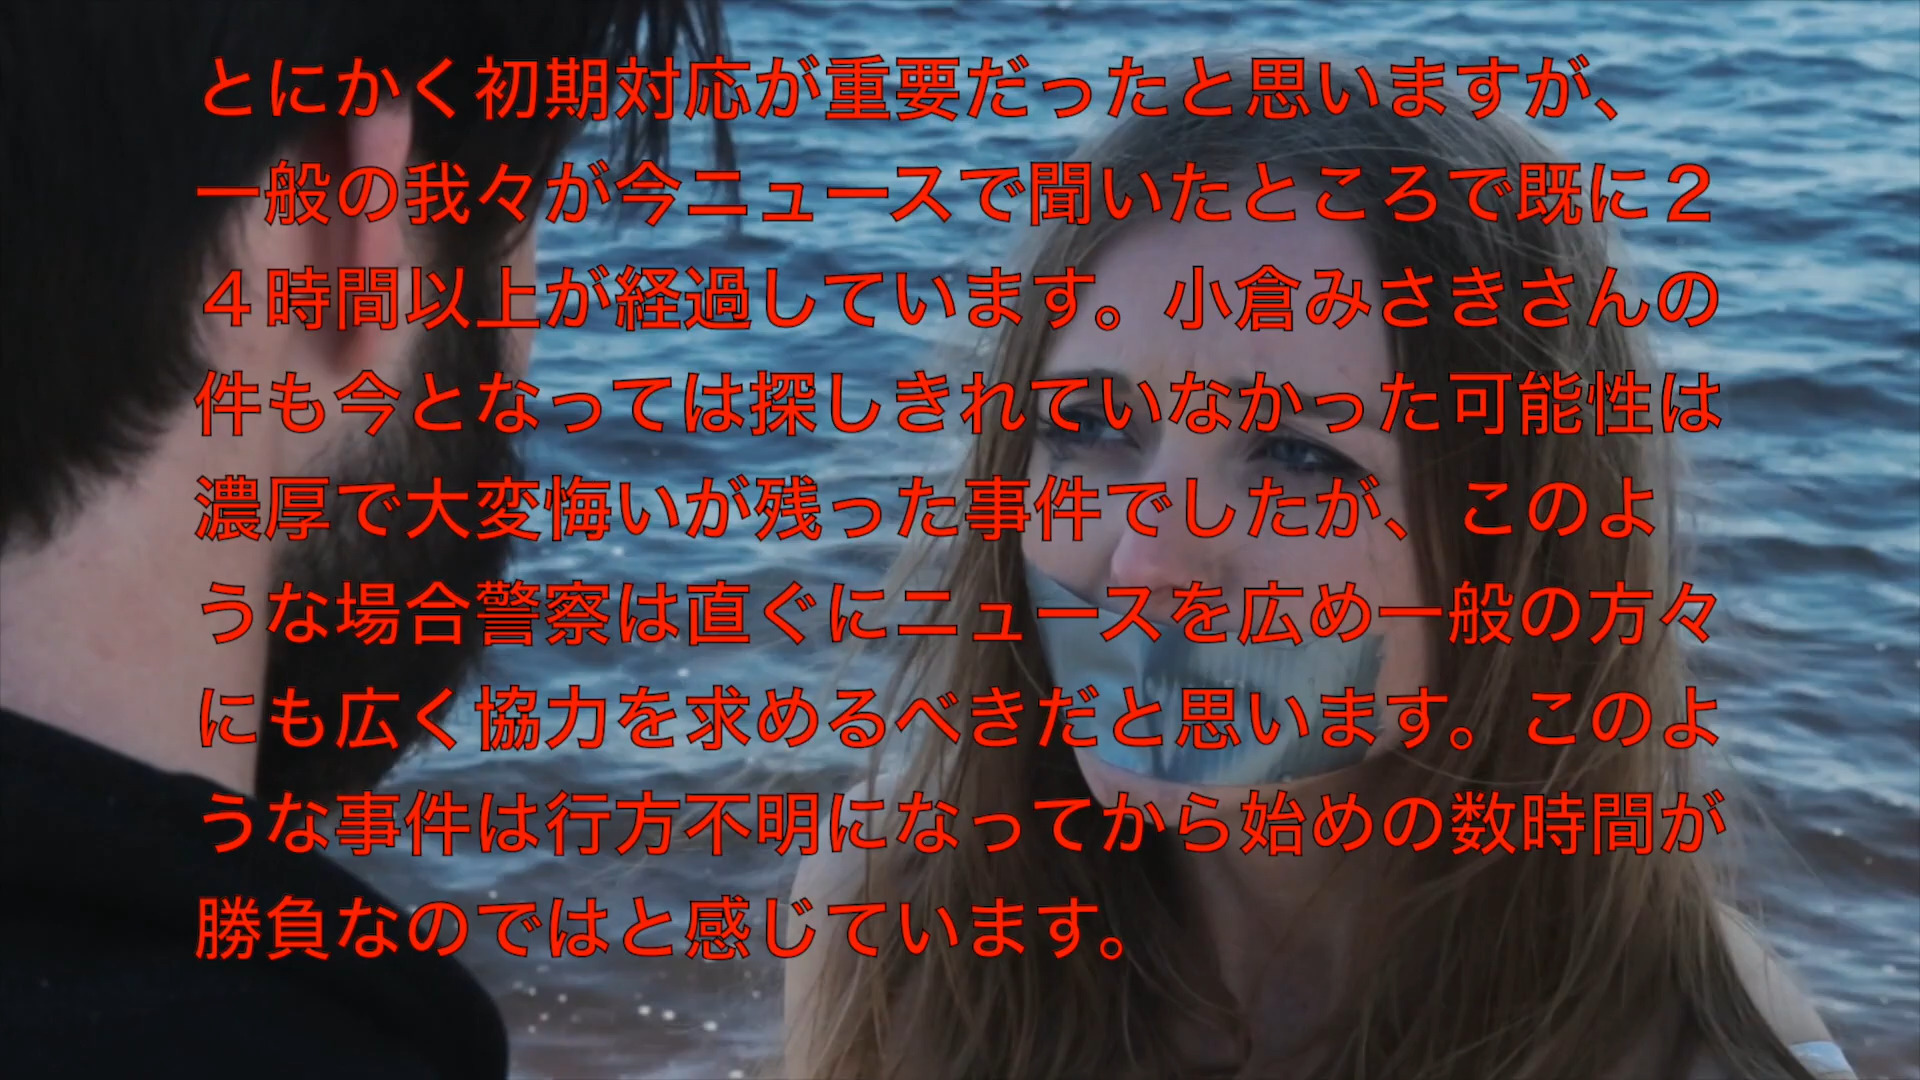 とにかく初期対応が重要だったと思いますが、
一般の我々が今ニュースで聞いたところで既に２
４時間以上が経過しています。小倉みさきさんの
件も今となっては探しきれていなかった可能性は
濃厚で大変悔いが残った事件でしたが、このよ
うな場合警察は直ぐにニュースを広め一般の方々
にも広く協力を求めるべきだと思います。このよ
うな事件は行方不明になってから始めの数時間が
勝負なのではと感じています。